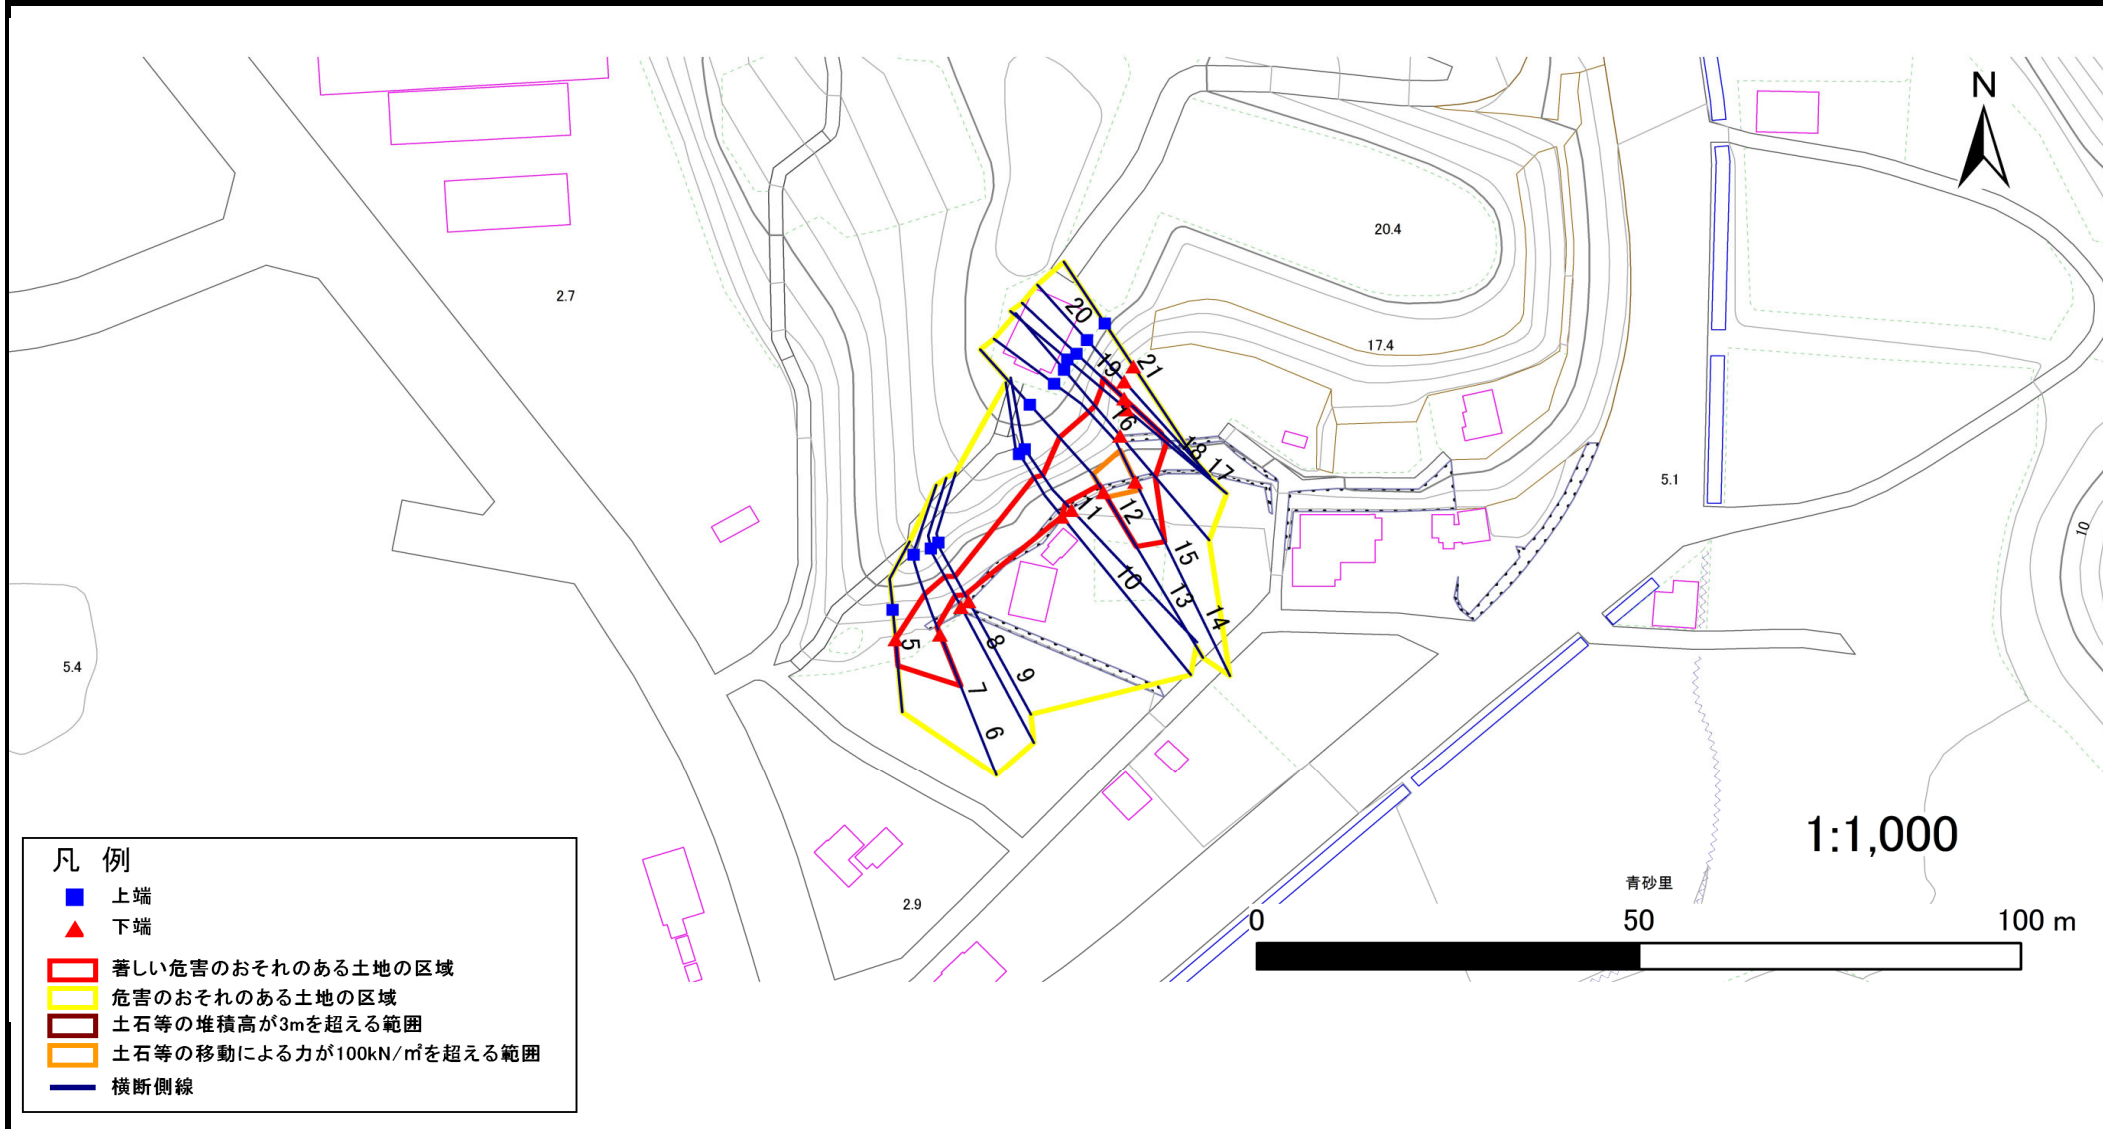 N
20.4
2.7
20
17.4
19
21
16
18
17
5.1
11
12
10
15
10
13
14
5
8
9
7
6
5.4
1:1,000
青砂里
2.9
0
50
100 m
凡 例
上端
下端
著しい危害のおそれのある土地の区域
危害のおそれのある土地の区域
土石等の堆積高が3mを超える範囲
土石等の移動による力が100kN/㎡を超える範囲
横断側線